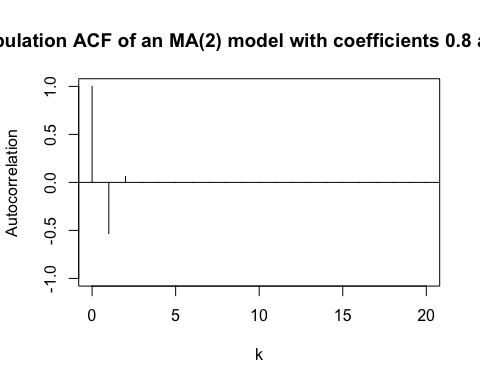 pulation ACF of an MA(2) model with coefficients 0.8 a
Autocorrelation
1.0
0.5
0.0
-0.5
-1.0
0 5 10 15 20
k